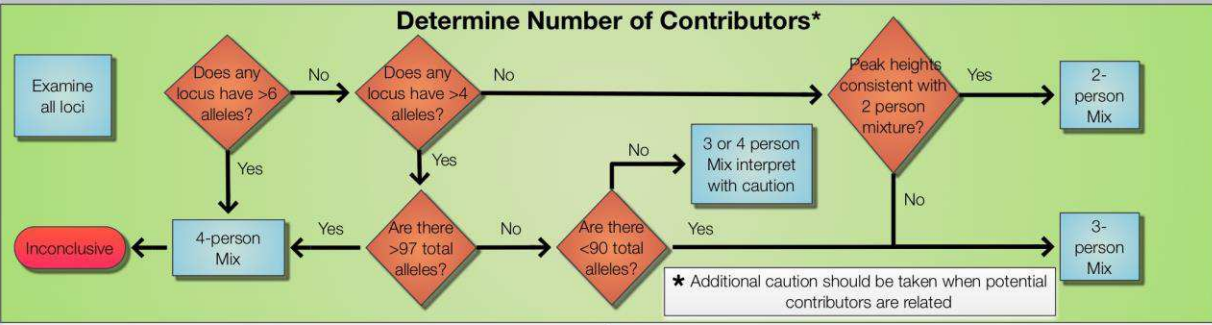 Determine Number of Contributors*
Examine
all loci
Does any
locus have >6
alleles?
No
Does any
locus have >4
alleles?
No
Peak heights
consistent with
2 person
mixture?
Yes
2-
person
Mix
Yes
Yes
No
3 or 4 person
Mix interpret
with caution
No
Inconclusive
4-person
Mix
Yes
Are there
>97 total
alleles?
No
Are there
<90 total
alleles?
Yes
3-
person
Mix
* Additional caution should be taken when potential
contributors are related